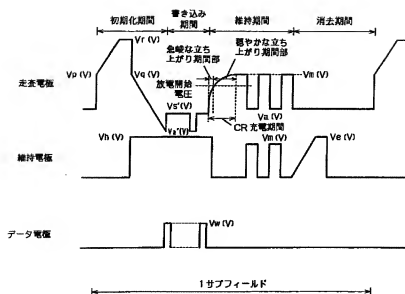 初期化期間
書き込み
期間
維持期間
消去期間
Vr (V)
急峻な立ち
上がり期間部
穏やかな立ち
上がり期間部
走査電極
Vp (V)
Vq (V)
放電開始
電圧
Vm (V)
Vs' (V)
Va' (V)
Va (V)
CR 充電期間
維持電極
Vh (V)
Vm (V)
Ve (V)
データ電極
Vw (V)
1サブフィールド